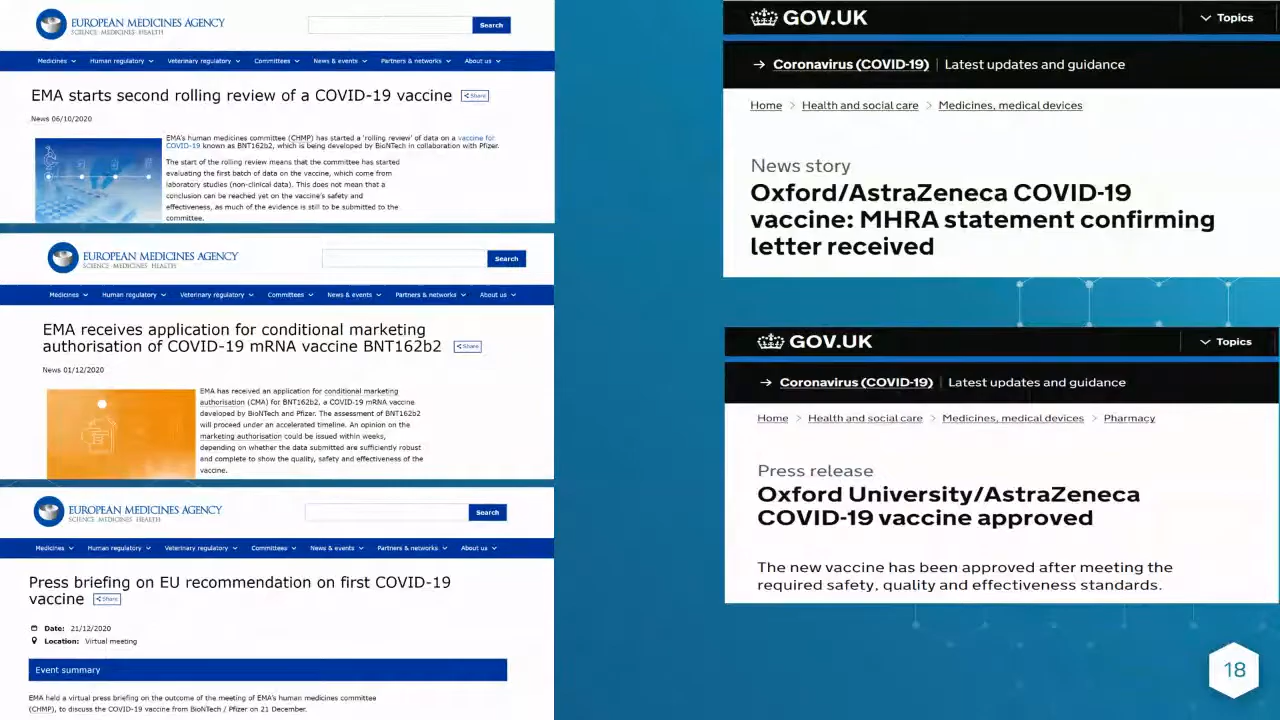 EUROPEAN MEDICINES AGENCY
SCIENCE MEDICINES HEALTH
Search
Medicines Human regulatory Veterinary regulatory Committees News & events Partners & networks About us
EMA starts second rolling review of a COVID-19 vaccine Share
News 06/10/2020
EMA's human medicines committee (CHMP) has started a 'rolling review' of data on a vaccine for
COVID-19 known as BNT162b2, which is being developed by BioNTech in collaboration with Pfizer.
The start of the rolling review means that the committee has started
evaluating the first batch of data on the vaccine, which come from
laboratory studies (non-clinical data). This does not mean that a
conclusion can be reached yet on the vaccine's safety and
effectiveness, as much of the evidence is still to be submitted to the
committee.
EUROPEAN MEDICINES AGENCY
SCIENCE MEDICINES HEALTH
Search
Medicines Human regulatory Veterinary regulatory Committees News & events Partners & networks About us
EMA receives application for conditional marketing
authorisation of COVID-19 mRNA vaccine BNT162b2 Share
News 01/12/2020
EMA has received an application for conditional marketing
authorisation (CMA) for BNT162b2, a COVID-19 mRNA vaccine
developed by BioNTech and Pfizer. The assessment of BNT162b2
will proceed under an accelerated timeline. An opinion on the
marketing authorisation could be issued within weeks,
depending on whether the data submitted are sufficiently robust
and complete to show the quality, safety and effectiveness of the
vaccine.
EUROPEAN MEDICINES AGENCY
SCIENCE MEDICINES HEALTH
Search
Medicines Human regulatory Veterinary regulatory Committees News & events Partners & networks About us
Press briefing on EU recommendation on first COVID-19
vaccine Share
Date: 21/12/2020
Location: Virtual meeting
Event summary
EMA held a virtual press briefing on the outcome of the meeting of EMA's human medicines committee
(CHMP), to discuss the COVID-19 vaccine from BioNTech / Pfizer on 21 December.
GOV.UK Topics
→ Coronavirus (COVID-19) | Latest updates and guidance
Home > Health and social care > Medicines, medical devices
News story
Oxford/AstraZeneca COVID-19
vaccine: MHRA statement confirming
letter received
GOV.UK Topics
→ Coronavirus (COVID-19) | Latest updates and guidance
Home > Health and social care > Medicines, medical devices > Pharmacy
Press release
Oxford University/AstraZeneca
COVID-19 vaccine approved
The new vaccine has been approved after meeting the
required safety, quality and effectiveness standards.
18